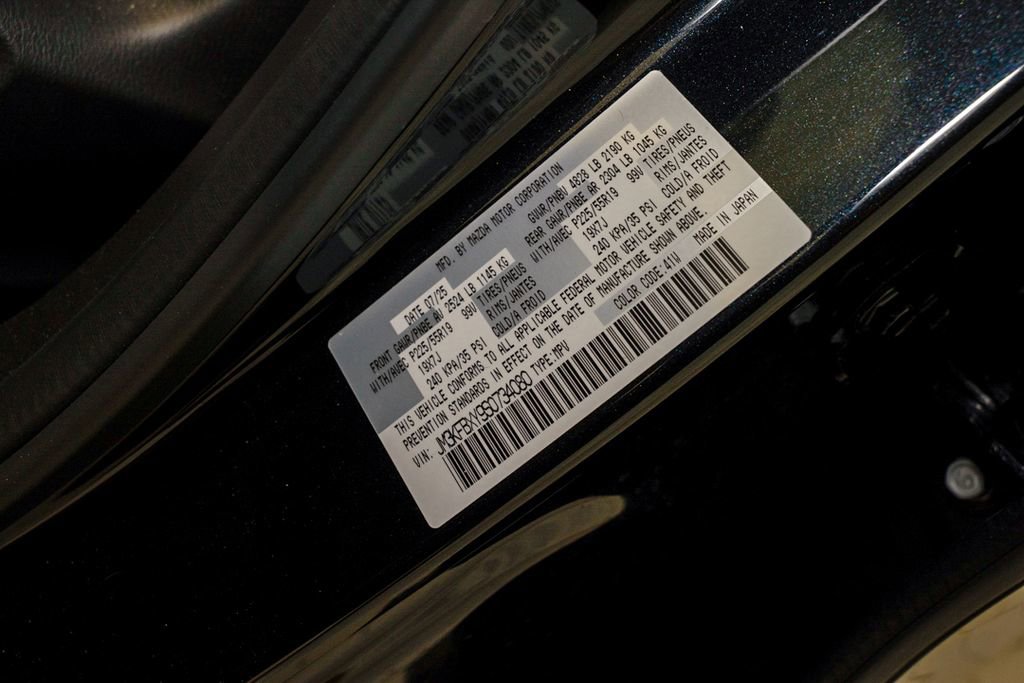 MFD. BY MAZDA MOTOR CORPORATION
DATE 07/25 GVWR/PNBV 4828 LB 2190 KG
FRONT GAWR/PNBE AV 2524 LB 1145 KG REAR GAWR/PNBE AR 2304 LB 1045 KG
WITH/AVEC P225/55R19 99V TIRES/PNEUS WITH/AVEC P225/55R19 99V TIRES/PNEUS
19X7J RIMS/JANTES 19X7J RIMS/JANTES
240 KPA/35 PSI COLD/A FROID 240 KPA/35 PSI COLD/A FROID
THIS VEHICLE CONFORMS TO ALL APPLICABLE FEDERAL MOTOR VEHICLE SAFETY AND THEFT
PREVENTION STANDARDS IN EFFECT ON THE DATE OF MANUFACTURE SHOWN ABOVE.
VIN: TYPE:MPV COLOR CODE:41W MADE IN JAPAN